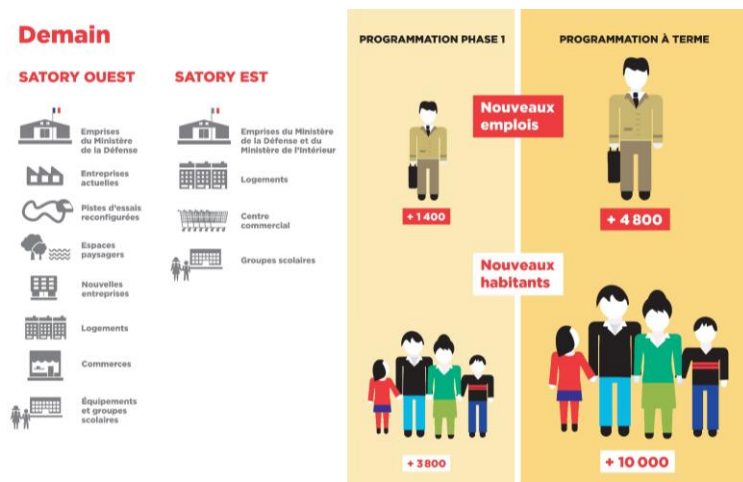 Demain
SATORY OUEST
Emprises
du Ministère
de la Défense
Entreprises
actuelles
Pistes d'essais
reconfigurées
Espaces
paysagers
Nouvelles
entreprises
Logements
Commerces
Équipements
et groupes
scolaires
SATORY EST
Emprises du Ministère
de la Défense et du
Ministère de l'Intérieur
Logements
Centre
commercial
Groupes scolaires
PROGRAMMATION PHASE 1
PROGRAMMATION À TERME
Nouveaux
emplois
+ 1 400
+ 4 800
Nouveaux
habitants
+ 3 800
+ 10 000